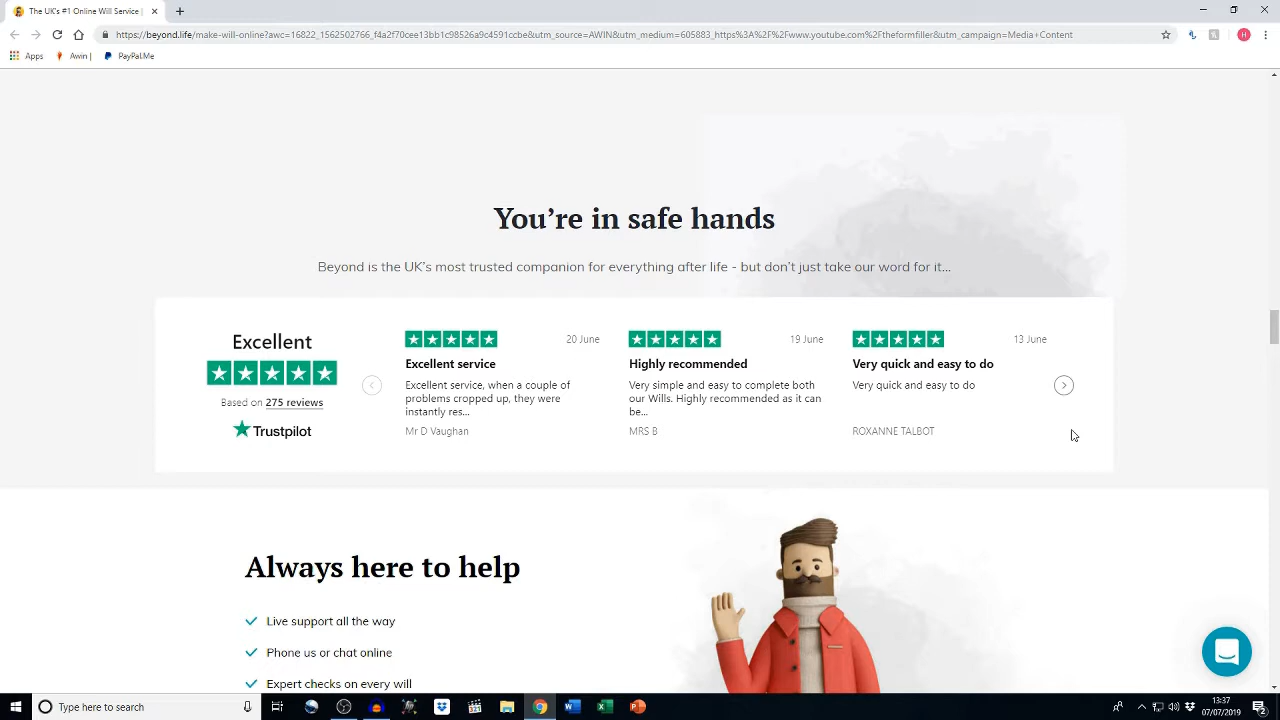 The UK's #1 Online Will Service |
https://beyond.life/make-will-online?awc=16822_1562502766_f4a2f70cee13bb1c98526a9c4591ccbe&utm_source=AWIN&utm_medium=605883_https%3A%2F%2Fwww.youtube.com%2Ftheformfiller&utm_campaign=Media+Content
H
Apps
Awin |
PayPal.Me
You're in safe hands
Beyond is the UK's most trusted companion for everything after life - but don't just take our word for it...
Excellent
Based on 275 reviews
Trustpilot
20 June
Excellent service
Excellent service, when a couple of
problems cropped up, they were
instantly res...
Mr D Vaughan
19 June
Highly recommended
Very simple and easy to complete both
our Wills. Highly recommended as it can
be...
MRS B
13 June
Very quick and easy to do
Very quick and easy to do
ROXANNE TALBOT
Always here to help
Live support all the way
Phone us or chat online
Expert checks on every will
Type here to search
13:37
07/07/2019